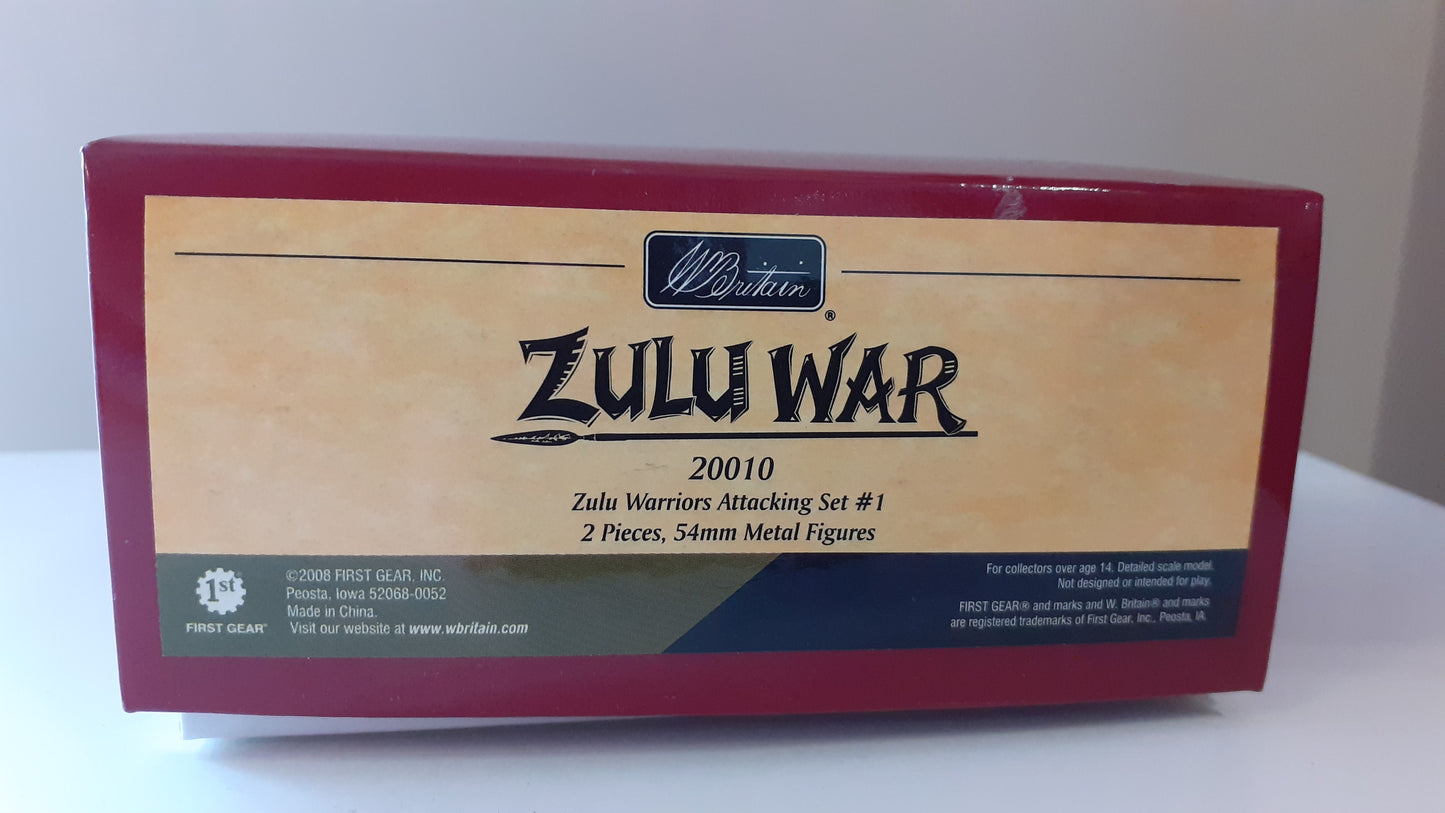 WBritain®
ZULU WAR
20010
Zulu Warriors Attacking Set #1
2 Pieces, 54mm Metal Figures
1st
FIRST GEAR®
©2008 FIRST GEAR, INC.
Peosta, Iowa 52068-0052
Made in China.
Visit our website at www.wbritain.com
For collectors over age 14. Detailed scale model.
Not designed or intended for play.
FIRST GEAR® and marks and W. Britain® and marks
are registered trademarks of First Gear, Inc., Peosta, IA.